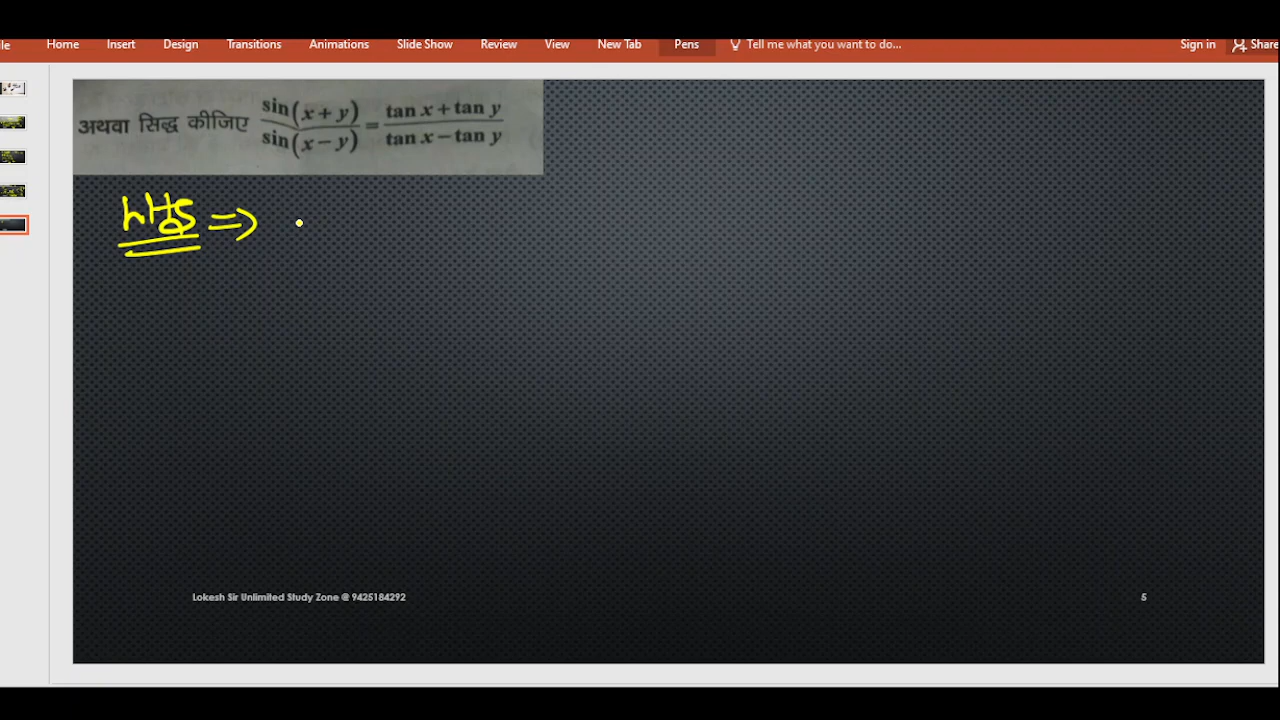 le Home Insert Design Transitions Animations Slide Show Review View New Tab Pens Tell me what you want to do... Sign in Share
अथवा सिद्ध कीजिए sin(x + y) / sin(x − y) = tan x + tan y / tan x − tan y
LHS ⇒
Lokesh Sir Unlimited Study Zone @ 9425184292
5